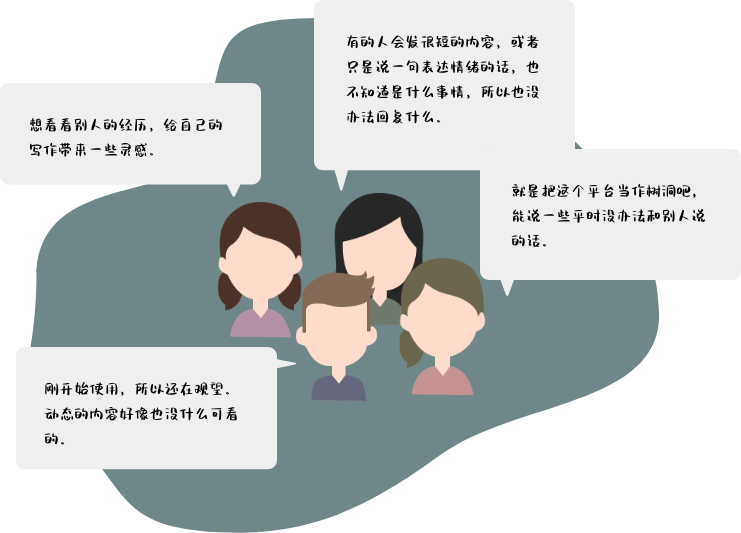 有的人会发很短的内容，或者
只是说一句表达情绪的话，也
不知道是什么事情，所以也没
办法回复什么。
想看看别人的经历，给自己的
写作带来一些灵感。
就是把这个平台当作树洞吧，
能说一些平时没办法和别人说
的话。
刚开始使用，所以还在观望。
动态的内容好像也没什么可看
的。